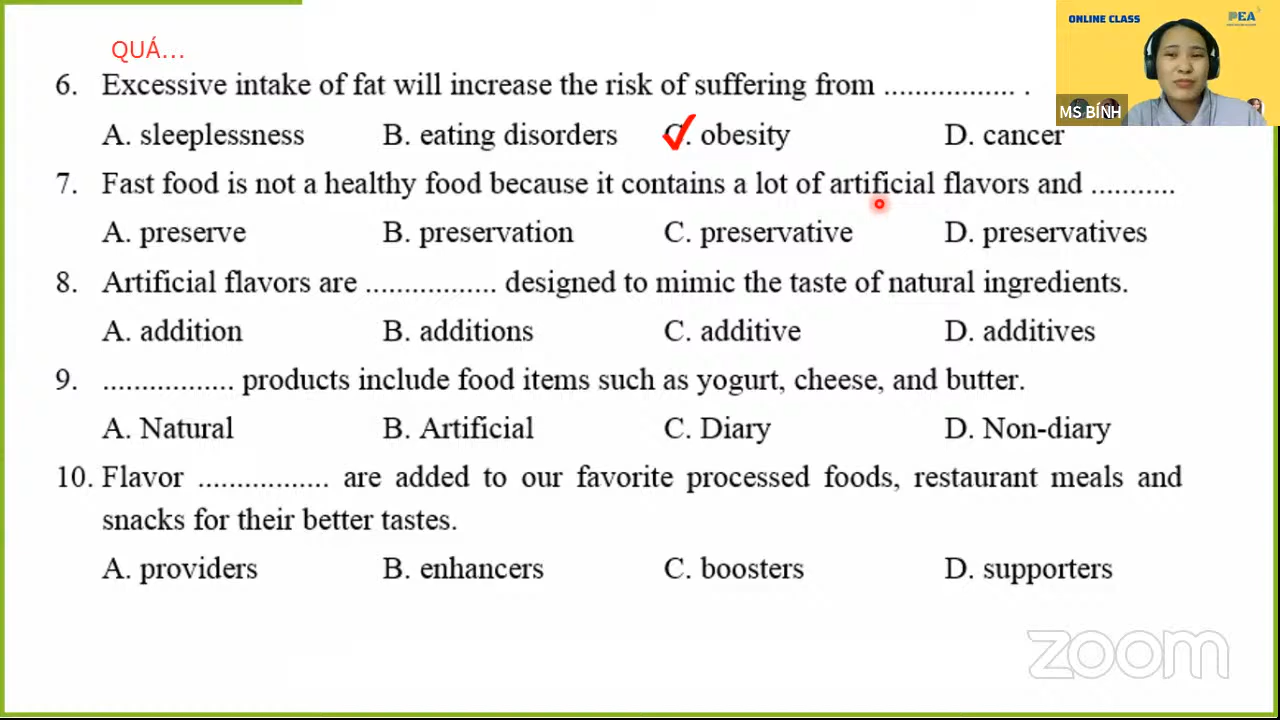 ONLINE CLASS
PEA
MS BÍNH
QUÁ...
6. Excessive intake of fat will increase the risk of suffering from ................. .
A. sleeplessness B. eating disorders C. obesity D. cancer
7. Fast food is not a healthy food because it contains a lot of artificial flavors and ...........
A. preserve B. preservation C. preservative D. preservatives
8. Artificial flavors are ................. designed to mimic the taste of natural ingredients.
A. addition B. additions C. additive D. additives
9. ................. products include food items such as yogurt, cheese, and butter.
A. Natural B. Artificial C. Diary D. Non-diary
10. Flavor ................. are added to our favorite processed foods, restaurant meals and
snacks for their better tastes.
A. providers B. enhancers C. boosters D. supporters
zoom